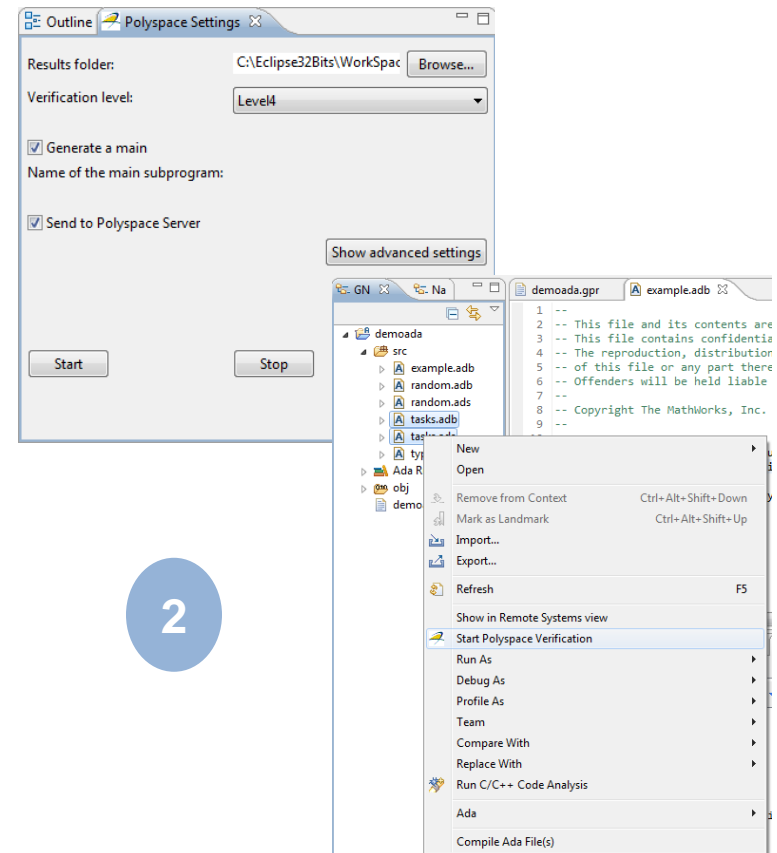 Outline Polyspace Settings
Results folder: C:\Eclipse32Bits\WorkSpac Browse...
Verification level: Level4
Generate a main
Name of the main subprogram:
Send to Polyspace Server
Show advanced settings
Start Stop
GN Na
demoada
src
example.adb
random.adb
random.ads
tasks.adb
Ada R
obj
demo
demoada.gpr example.adb
1 --
2 -- This file and its contents are
3 -- This file contains confidentia
4 -- The reproduction, distribution
5 -- of this file or any part there
6 -- Offenders will be held liable
7 --
8 -- Copyright The MathWorks, Inc.
9 --
New
Open
Remove from Context Ctrl+Alt+Shift+Down
Mark as Landmark Ctrl+Alt+Shift+Up
Import...
Export...
Refresh F5
Show in Remote Systems view
Start Polyspace Verification
Run As
Debug As
Profile As
Team
Compare With
Replace With
Run C/C++ Code Analysis
Ada
Compile Ada File(s)
2